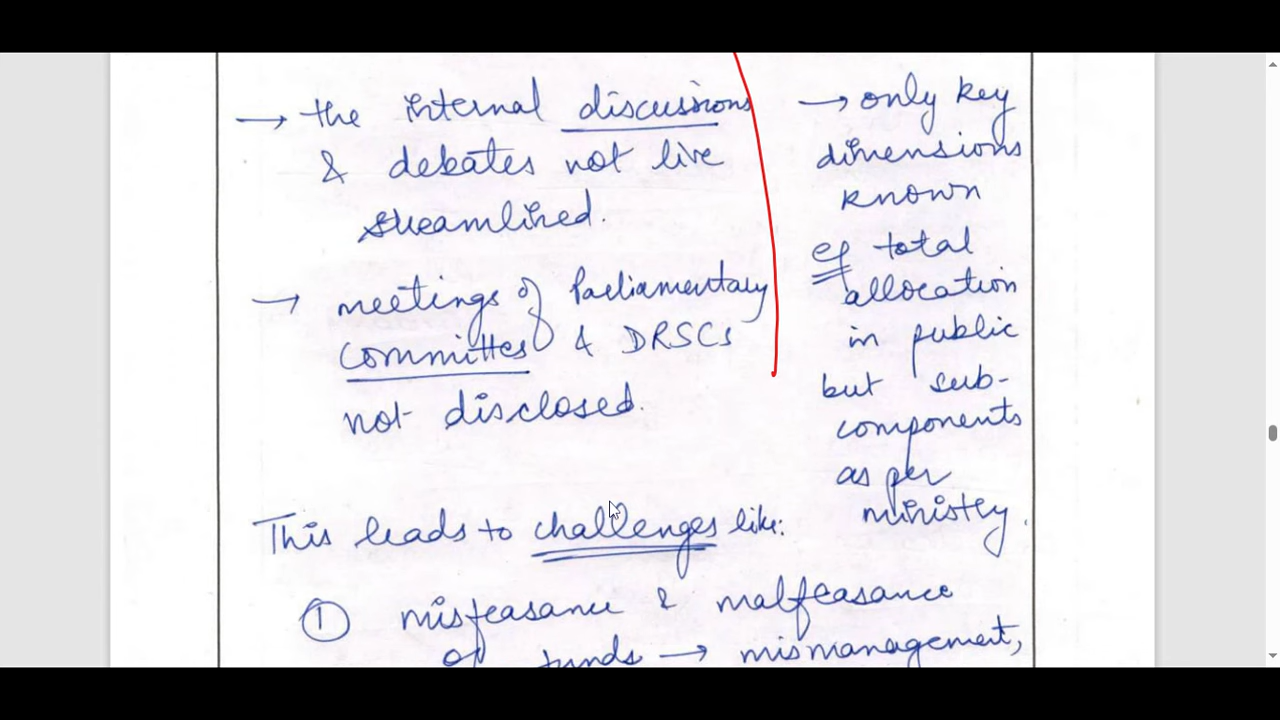 → the internal discussions
& debates not live
streamlined.
→ meetings of Parliamentary
committes & DRSCs
not disclosed.
→ only key
dimensions
known
eg total
allocation
in public
but sub-
components
as per
ministry.
This leads to challenges like:
① misfeasance & malfeasance
of funds → mismanagement,